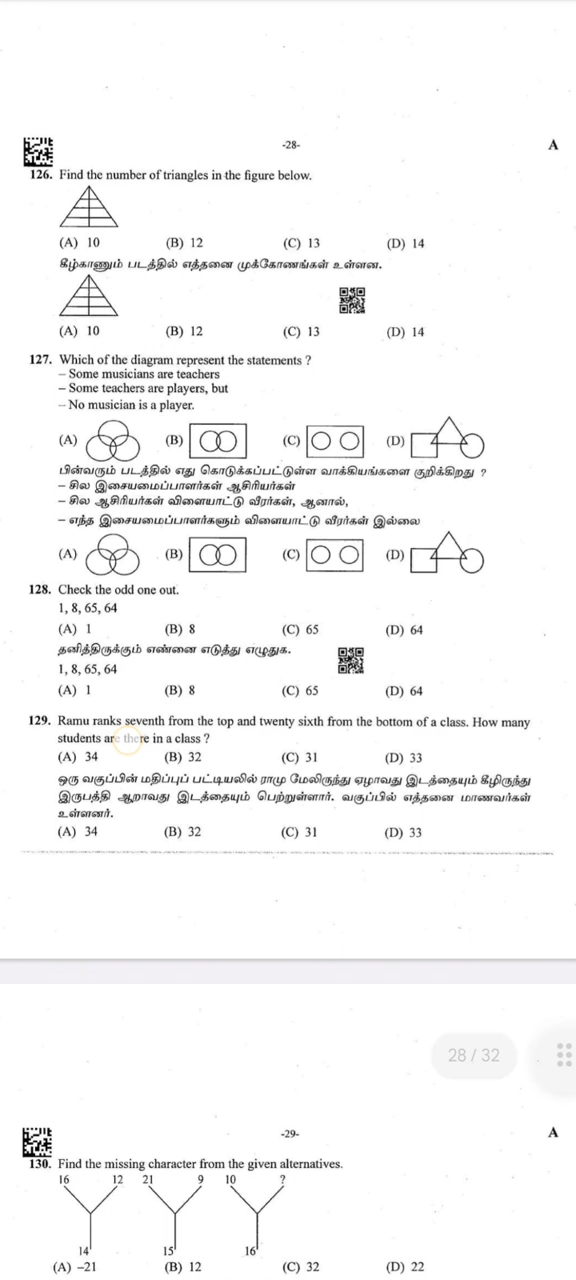 -28-
A
126. Find the number of triangles in the figure below.
(A) 10 (B) 12 (C) 13 (D) 14
கீழ்காணும் படத்தில் எத்தனை முக்கோணங்கள் உள்ளன.
(A) 10 (B) 12 (C) 13 (D) 14
127. Which of the diagram represent the statements ?
– Some musicians are teachers
– Some teachers are players, but
– No musician is a player.
(A) (B) (C) (D)
பின்வரும் படத்தில் எது கொடுக்கப்பட்டுள்ள வாக்கியங்களை குறிக்கிறது ?
– சில இசையமைப்பாளர்கள் ஆசிரியர்கள்
– சில ஆசிரியர்கள் விளையாட்டு வீரர்கள், ஆனால்,
– எந்த இசையமைப்பாளர்களும் விளையாட்டு வீரர்கள் இல்லை
(A) (B) (C) (D)
128. Check the odd one out.
1, 8, 65, 64
(A) 1 (B) 8 (C) 65 (D) 64
தனித்திருக்கும் எண்ணை எடுத்து எழுதுக.
1, 8, 65, 64
(A) 1 (B) 8 (C) 65 (D) 64
129. Ramu ranks seventh from the top and twenty sixth from the bottom of a class. How many
students are there in a class ?
(A) 34 (B) 32 (C) 31 (D) 33
ஒரு வகுப்பின் மதிப்புப் பட்டியலில் ராமு மேலிருந்து ஏழாவது இடத்தையும் கீழிருந்து
இருபத்தி ஆறாவது இடத்தையும் பெற்றுள்ளார். வகுப்பில் எத்தனை மாணவர்கள்
உள்ளனர்.
(A) 34 (B) 32 (C) 31 (D) 33
28 / 32
-29-
A
130. Find the missing character from the given alternatives.
16 12 21 9 10 ?
14 15 16
(A) –21 (B) 12 (C) 32 (D) 22